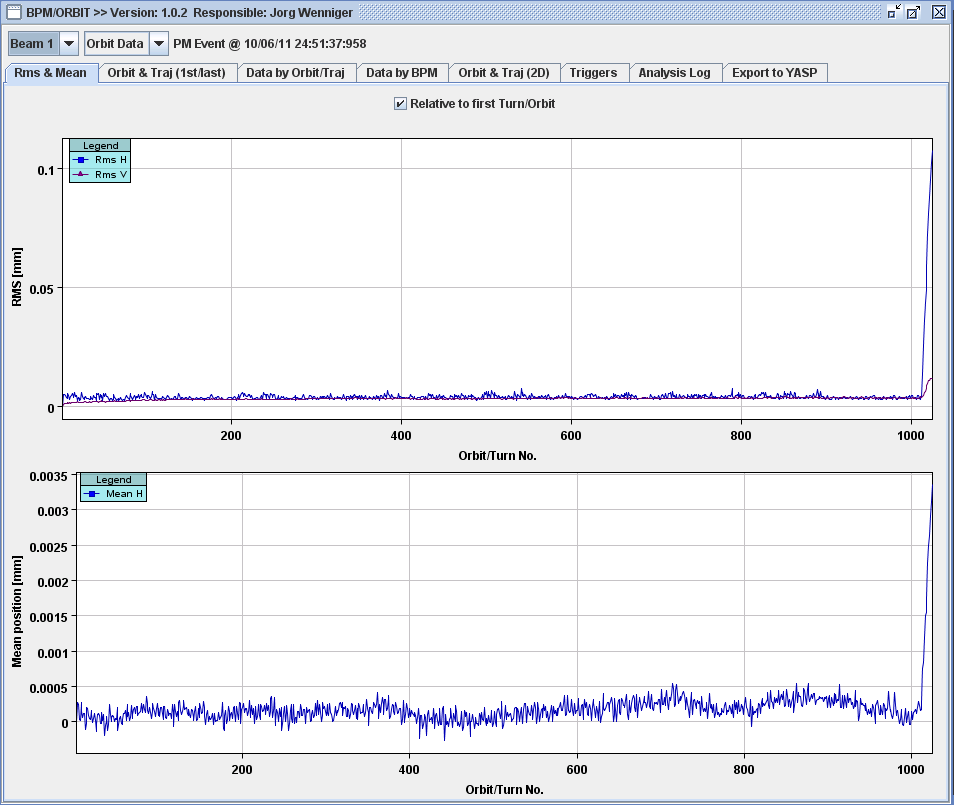 BPM/ORBIT >> Version: 1.0.2 Responsible: Jorg Wenniger
Beam 1 Orbit Data PM Event @ 10/06/11 24:51:37:958
Rms & Mean Orbit & Traj (1st/last) Data by Orbit/Traj Data by BPM Orbit & Traj (2D) Triggers Analysis Log Export to YASP
Relative to first Turn/Orbit
Legend
Rms H
Rms V
0.1
0.05
0
RMS [mm]
200 400 600 800 1000
Orbit/Turn No.
Legend
Mean H
0.0035
0.003
0.0025
0.002
0.0015
0.001
0.0005
0
Mean position [mm]
200 400 600 800 1000
Orbit/Turn No.